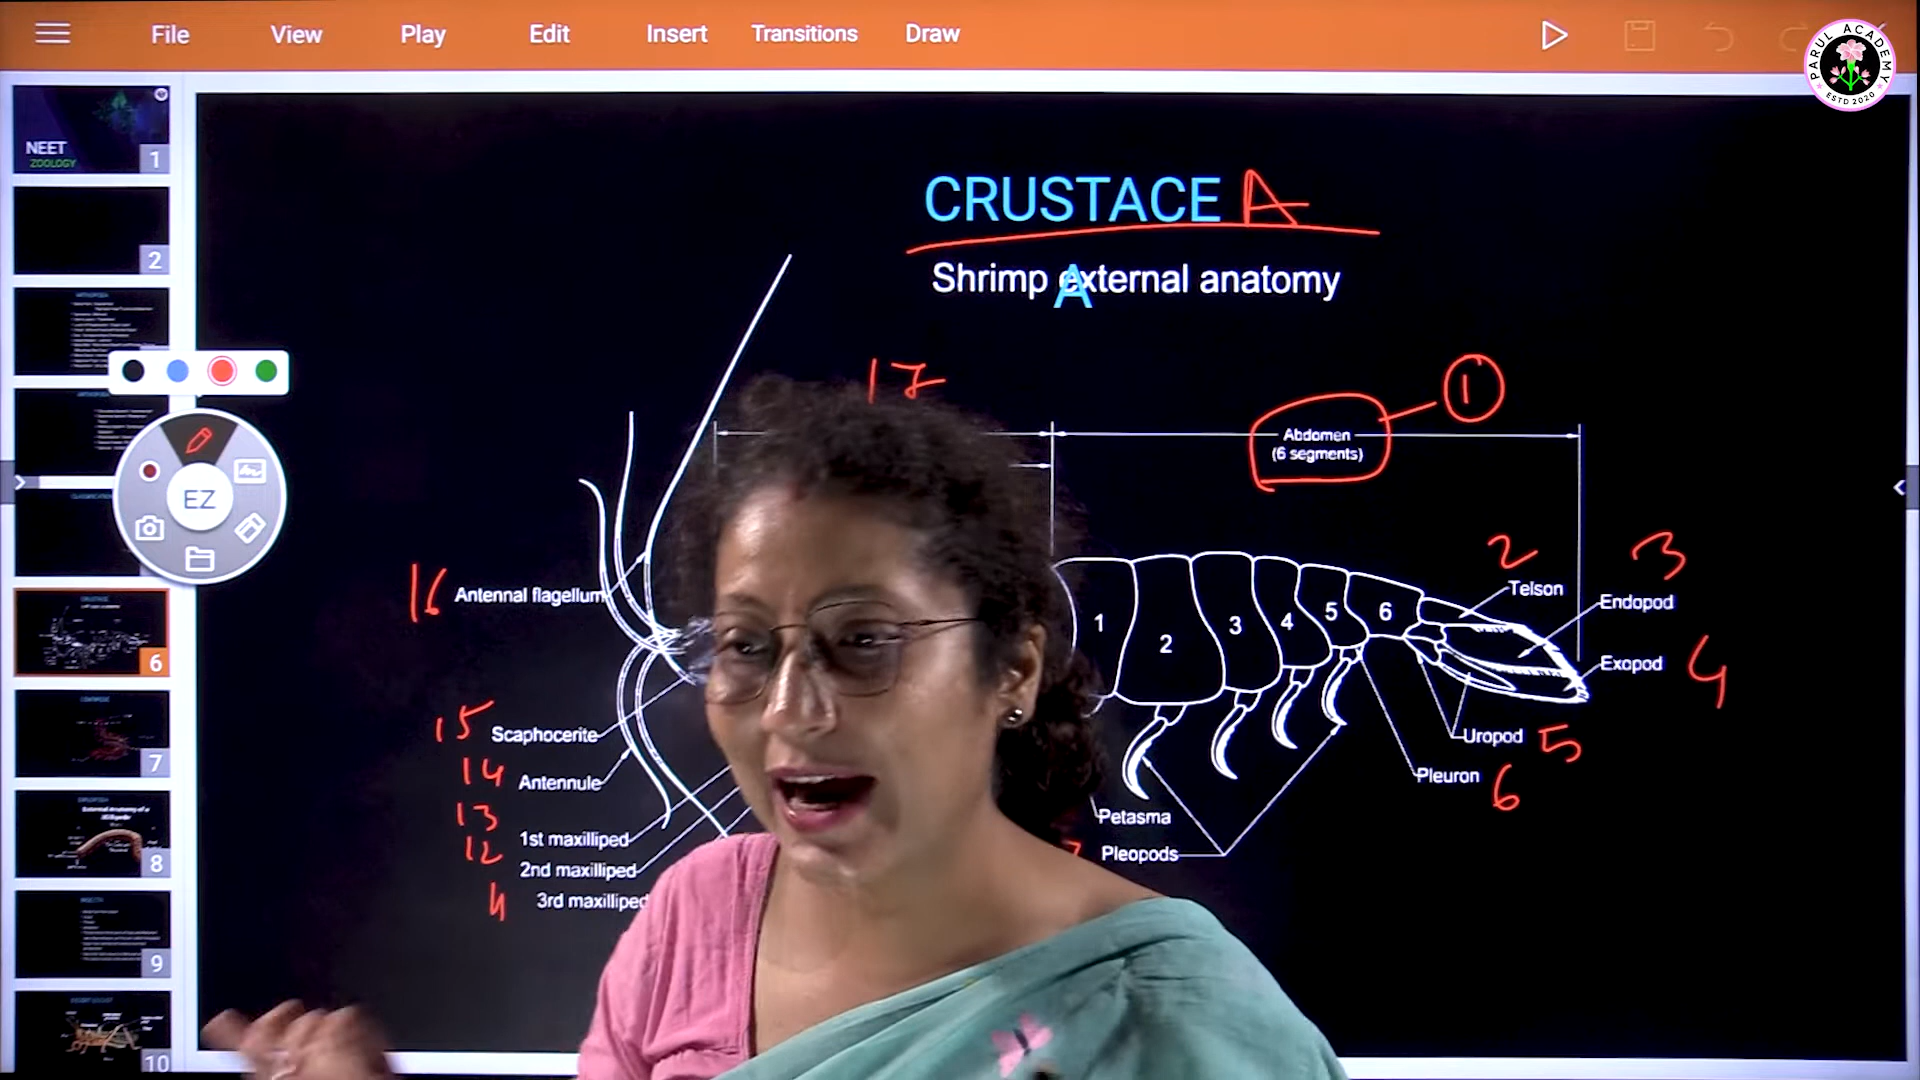 File View Play Edit Insert Transitions Draw
PARUL ACADEMY
ESTD 2020
NEET
ZOOLOGY
1
2
EZ
6
7
8
9
10
CRUSTACE A
Shrimp external anatomy
A
17
1
Abdomen
(6 segments)
16 Antennal flagellum
15 Scaphocerite
14 Antennule
13 1st maxilliped
12 2nd maxilliped
3rd maxilliped
1 2 3 4 5 6
2 Telson
3 Endopod
Exopod 4
Uropod 5
Pleuron 6
Petasma
Pleopods